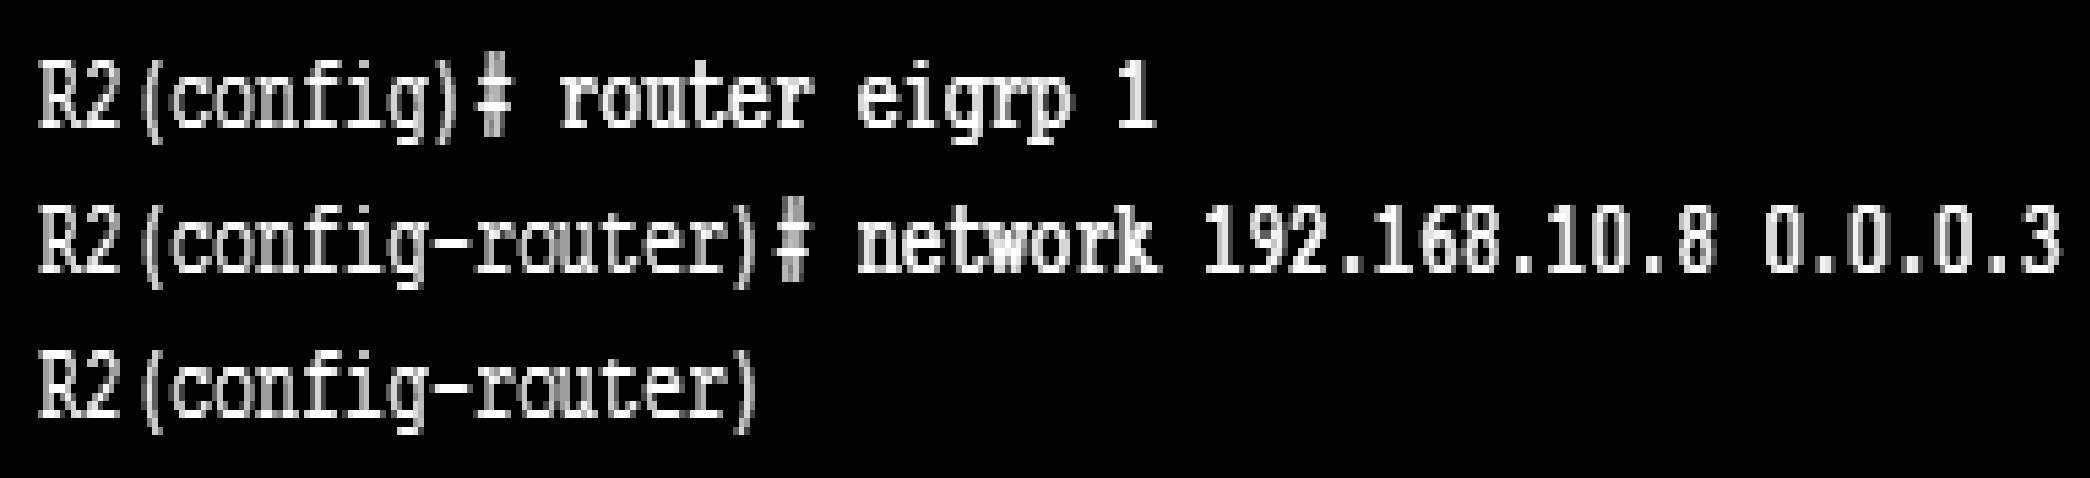 R2(config)# router eigrp 1
R2(config-router)# network 192.168.10.8 0.0.0.3
R2(config-router)